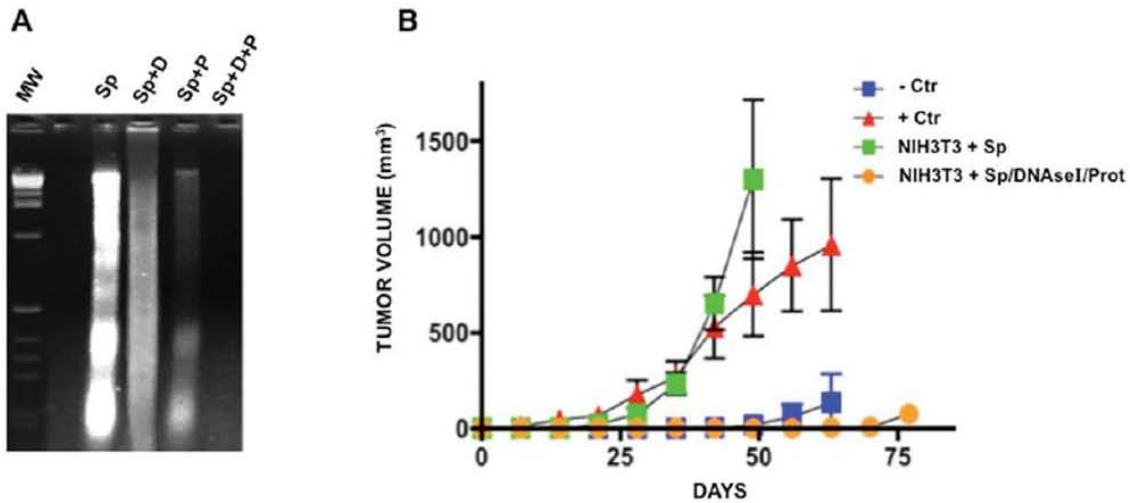 A
MW
Sp
Sp+D
Sp+P
Sp+D+P
B
TUMOR VOLUME (mm³)
1500
1000
500
0
0
25
50
75
DAYS
- Ctr
+ Ctr
NIH3T3 + Sp
NIH3T3 + Sp/DNAseI/Prot